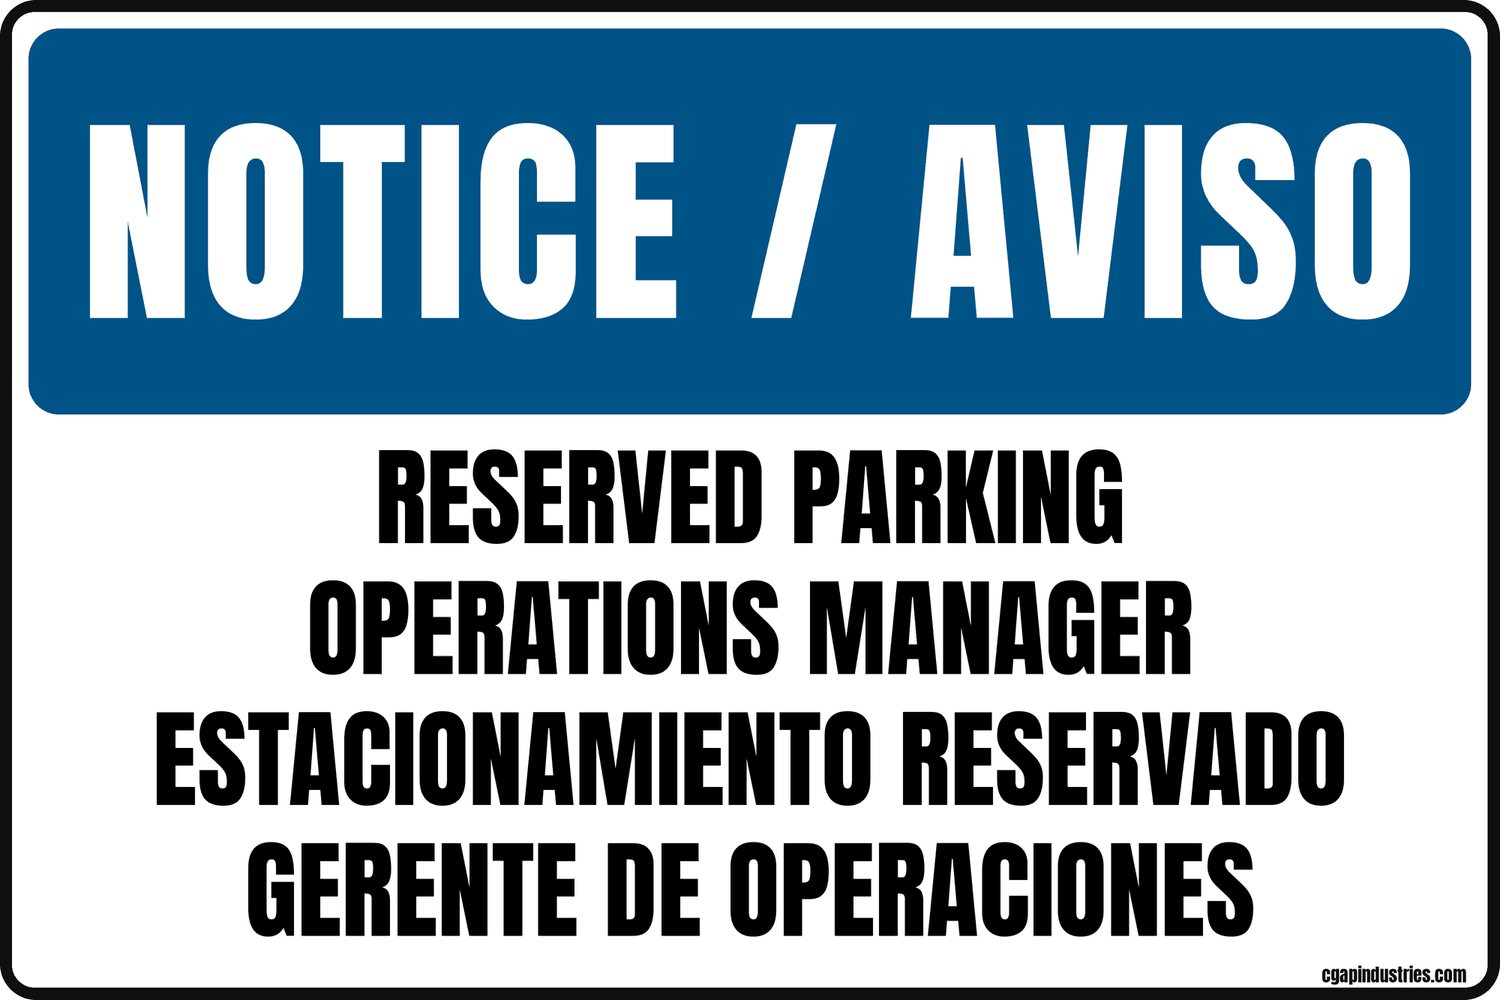 NOTICE / AVISO
RESERVED PARKING
OPERATIONS MANAGER
ESTACIONAMIENTO RESERVADO
GERENTE DE OPERACIONES
cgapindustries.com